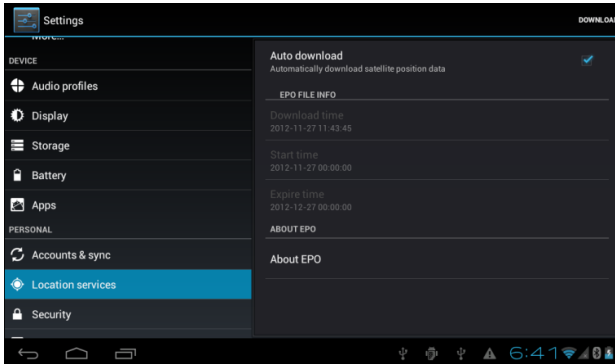 Settings
DOWNLOA
More...
DEVICE
Audio profiles
Display
Storage
Battery
Apps
PERSONAL
Accounts & sync
Location services
Security
Auto download
Automatically download satellite position data
EPO FILE INFO
Download time
2012-11-27 11:43:45
Start time
2012-11-27 00:00:00
Expire time
2012-12-27 00:00:00
ABOUT EPO
About EPO
6:41